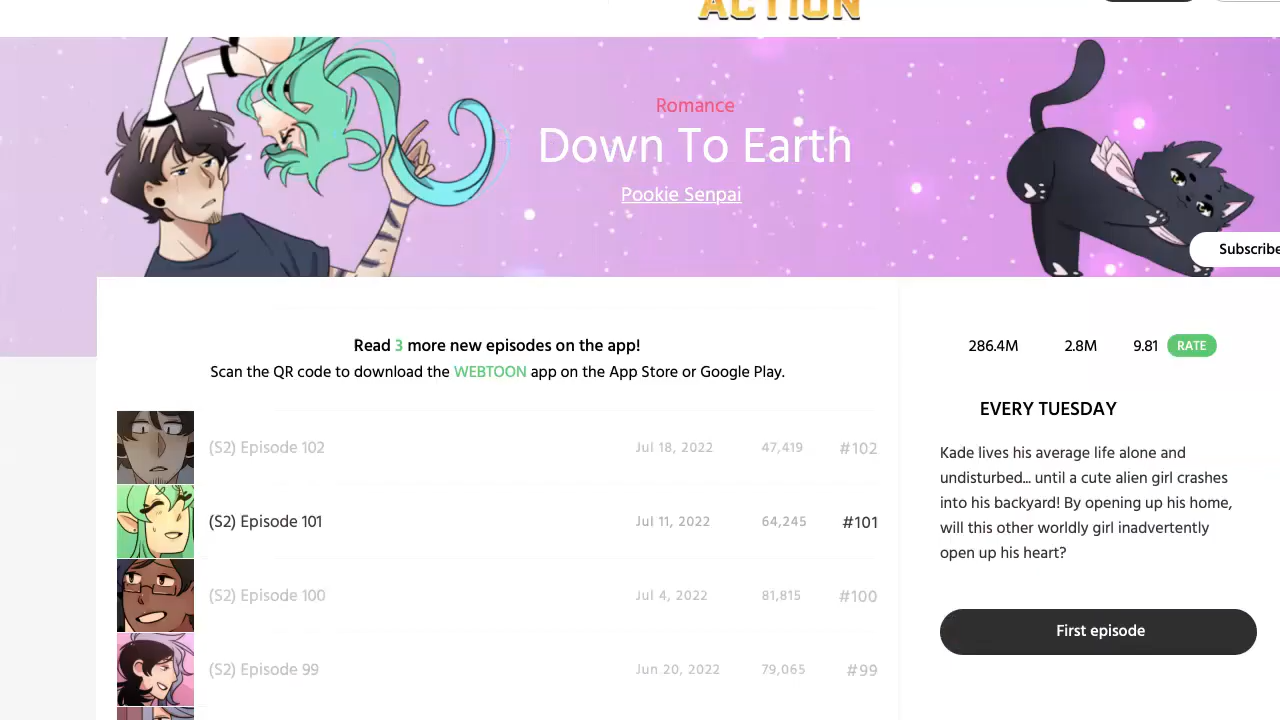 ACTION
Romance
Down To Earth
Pookie Senpai
Subscribe
Read 3 more new episodes on the app!
Scan the QR code to download the WEBTOON app on the App Store or Google Play.
(S2) Episode 102 Jul 18, 2022 47,419 #102
(S2) Episode 101 Jul 11, 2022 64,245 #101
(S2) Episode 100 Jul 4, 2022 81,815 #100
(S2) Episode 99 Jun 20, 2022 79,065 #99
286.4M 2.8M 9.81 RATE
EVERY TUESDAY
Kade lives his average life alone and
undisturbed... until a cute alien girl crashes
into his backyard! By opening up his home,
will this other worldly girl inadvertently
open up his heart?
First episode